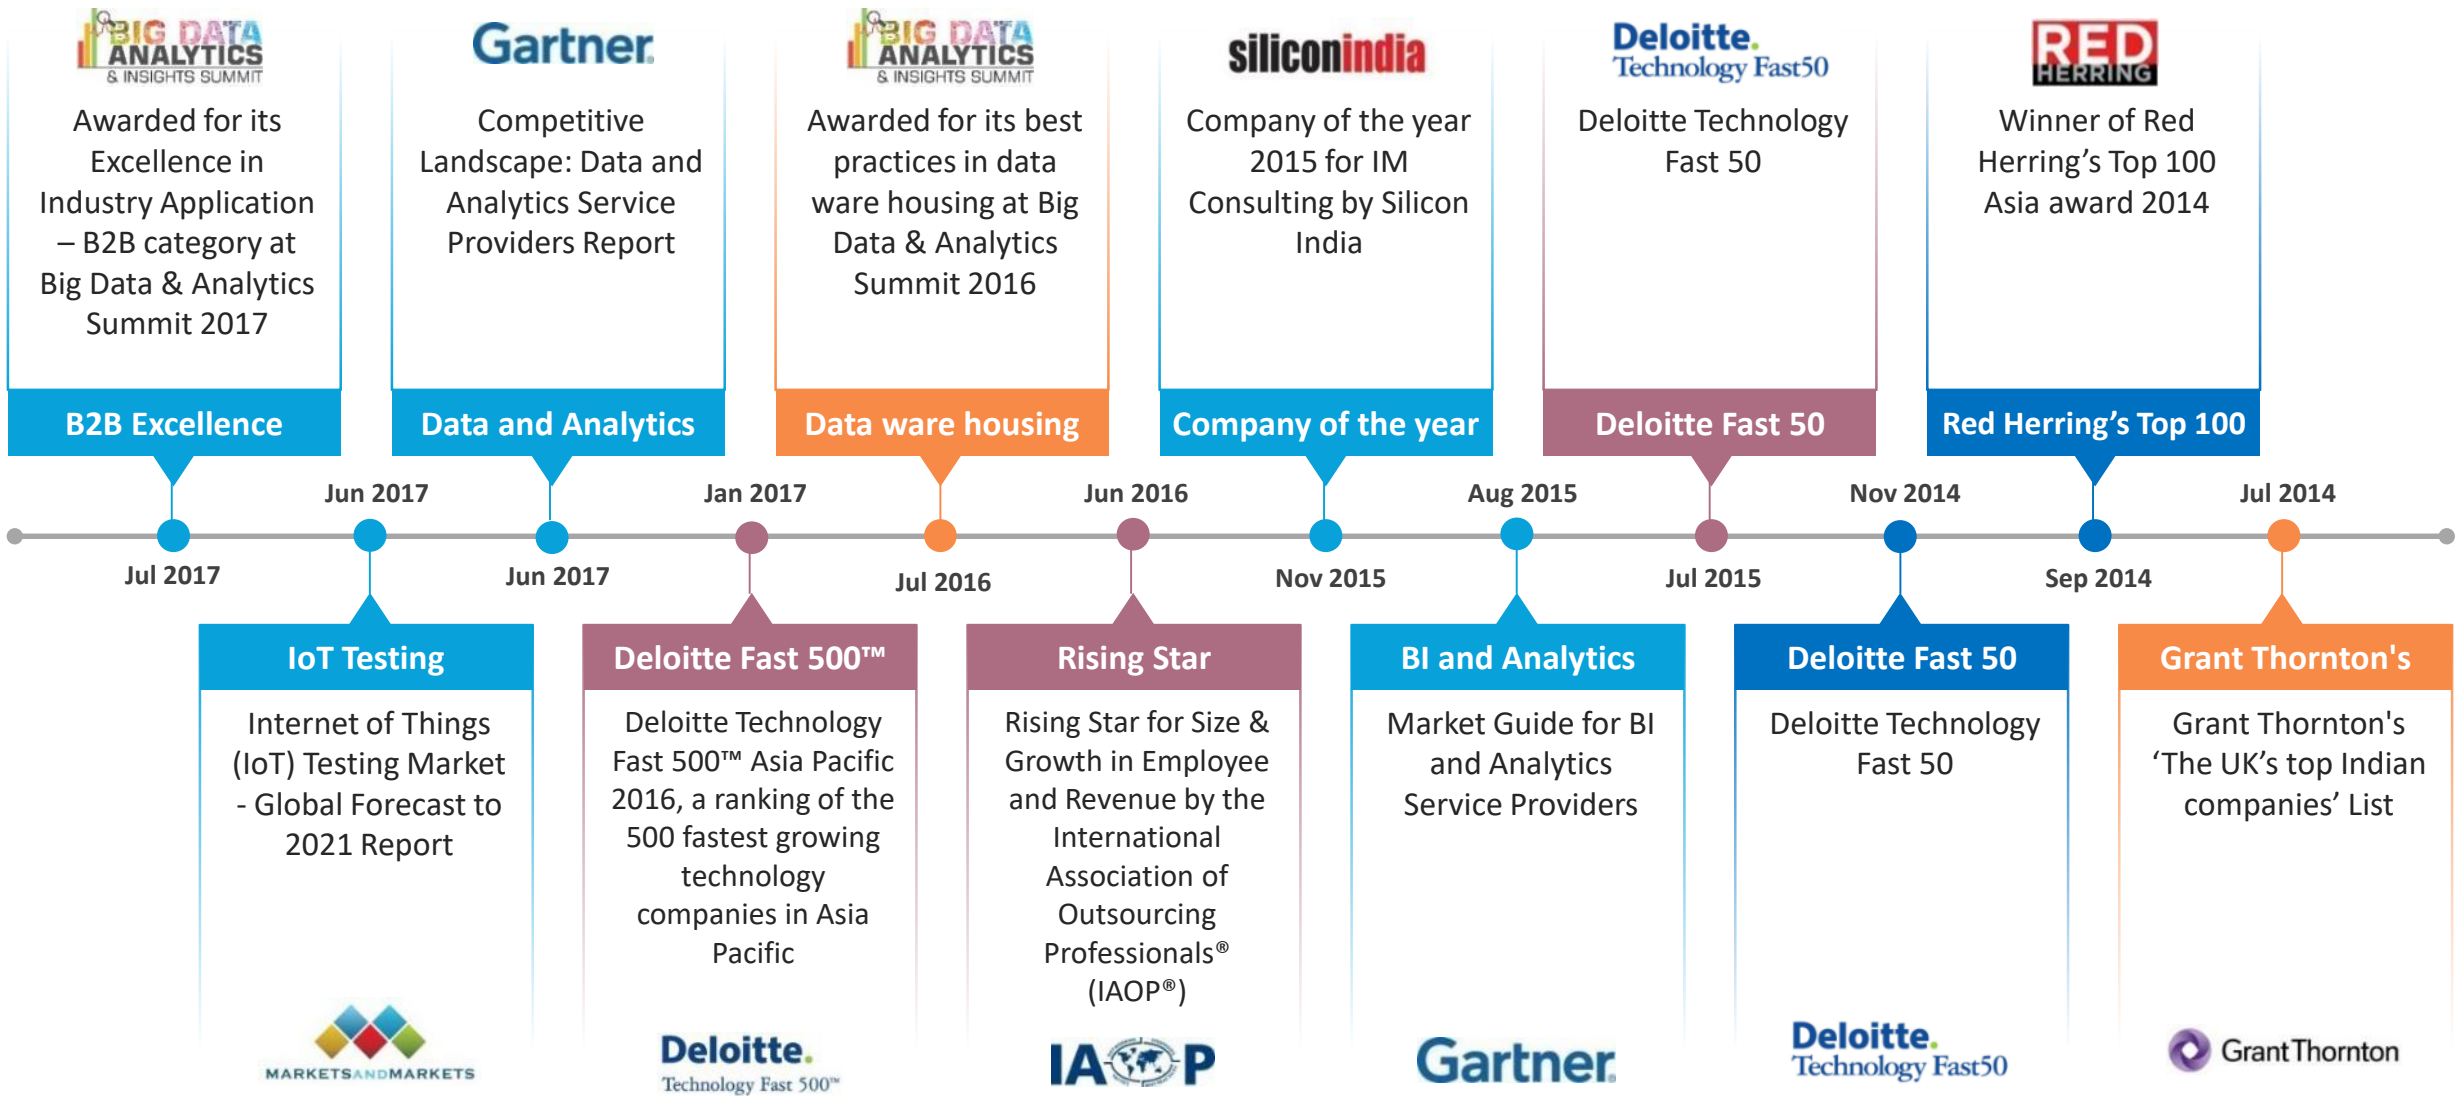 BIG DATA
ANALYTICS
& INSIGHTS SUMMIT
Awarded for its
Excellence in
Industry Application
– B2B category at
Big Data & Analytics
Summit 2017
B2B Excellence
Jul 2017
Jun 2017
IoT Testing
Internet of Things
(IoT) Testing Market
- Global Forecast to
2021 Report
MARKETSANDMARKETS
Gartner®
Competitive
Landscape: Data and
Analytics Service
Providers Report
Data and Analytics
Jun 2017
Jan 2017
Deloitte Fast 500™
Deloitte Technology
Fast 500™ Asia Pacific
2016, a ranking of the
500 fastest growing
technology
companies in Asia
Pacific
Deloitte.
Technology Fast 500™
BIG DATA
ANALYTICS
& INSIGHTS SUMMIT
Awarded for its best
practices in data
ware housing at Big
Data & Analytics
Summit 2016
Data ware housing
Jul 2016
Jun 2016
Rising Star
Rising Star for Size &
Growth in Employee
and Revenue by the
International
Association of
Outsourcing
Professionals®
(IAOP®)
IAOP
siliconindia
Company of the year
2015 for IM
Consulting by Silicon
India
Company of the year
Nov 2015
Aug 2015
BI and Analytics
Market Guide for BI
and Analytics
Service Providers
Gartner®
Deloitte.
Technology Fast50
Deloitte Technology
Fast 50
Deloitte Fast 50
Jul 2015
Nov 2014
Deloitte Fast 50
Deloitte Technology
Fast 50
Deloitte.
Technology Fast50
RED
HERRING
Winner of Red
Herring’s Top 100
Asia award 2014
Red Herring’s Top 100
Sep 2014
Jul 2014
Grant Thornton's
Grant Thornton's
‘The UK’s top Indian
companies’ List
Grant Thornton